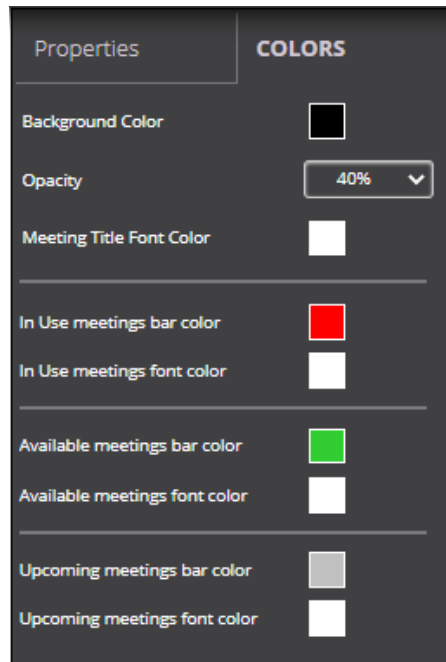 Properties
COLORS
Background Color
Opacity
40%
Meeting Title Font Color
In Use meetings bar color
In Use meetings font color
Available meetings bar color
Available meetings font color
Upcoming meetings bar color
Upcoming meetings font color